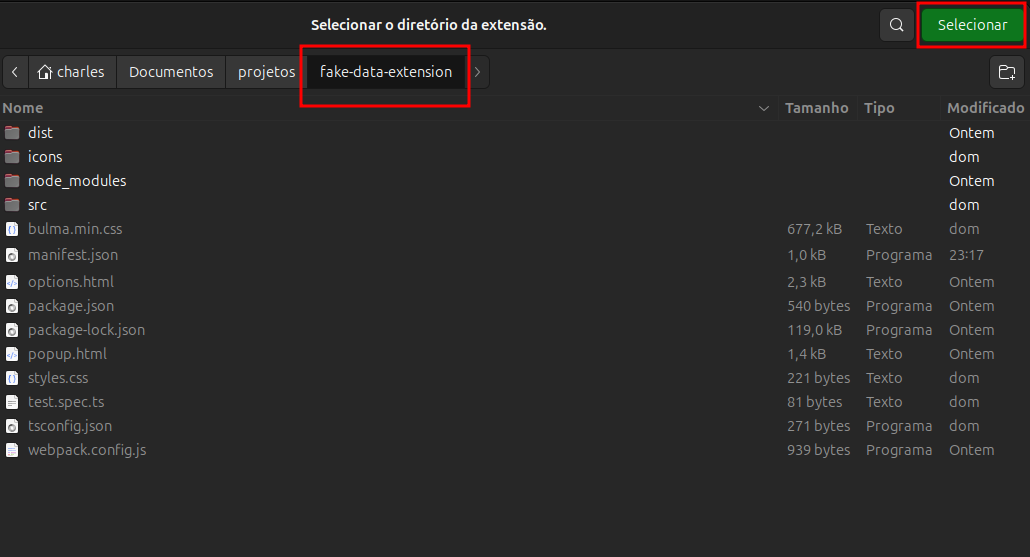 Selecionar o diretório da extensão.
Selecionar
charles Documentos projetos fake-data-extension
Nome Tamanho Tipo Modificado
dist Ontem
icons dom
node_modules Ontem
src dom
bulma.min.css 677,2 kB Texto dom
manifest.json 1,0 kB Programa 23:17
options.html 2,3 kB Texto Ontem
package.json 540 bytes Programa Ontem
package-lock.json 119,0 kB Programa Ontem
popup.html 1,4 kB Texto Ontem
styles.css 221 bytes Texto dom
test.spec.ts 81 bytes Texto dom
tsconfig.json 271 bytes Programa dom
webpack.config.js 939 bytes Programa Ontem